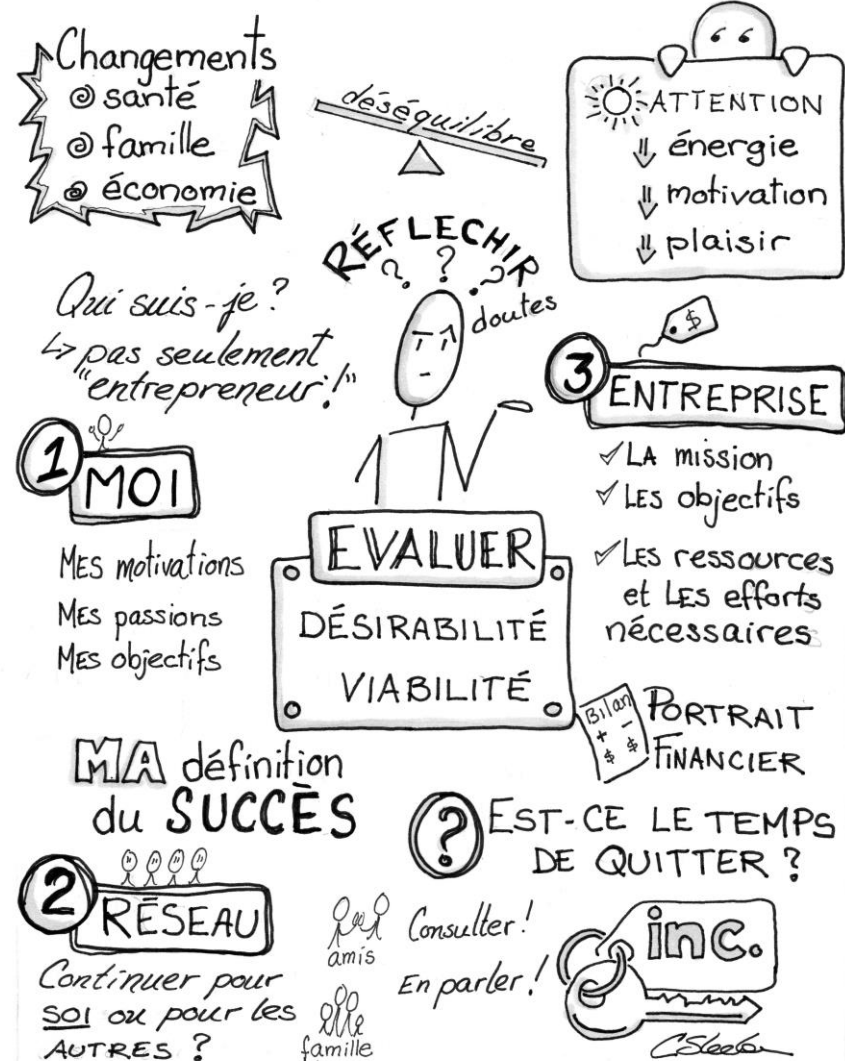 Changements
santé
famille
économie
déséquilibre
ATTENTION
énergie
motivation
plaisir
RÉFLECHIR
? ? ?
doutes
Qui suis-je?
↳ pas seulement
"entrepreneur!"
1
MOI
MES motivations
MES passions
MES objectifs
MA définition
du SUCCÈS
2
RÉSEAU
Continuer pour
SOI ou pour les
AUTRES ?
EVALUER
DÉSIRABILITÉ
VIABILITÉ
$
3
ENTREPRISE
✓ LA mission
✓ LES objectifs
✓ LES ressources
et LES efforts
nécessaires
Bilan
+ -
$ $
PORTRAIT
FINANCIER
?
EST-CE LE TEMPS
DE QUITTER ?
amis
famille
Consulter!
En parler!
inc.